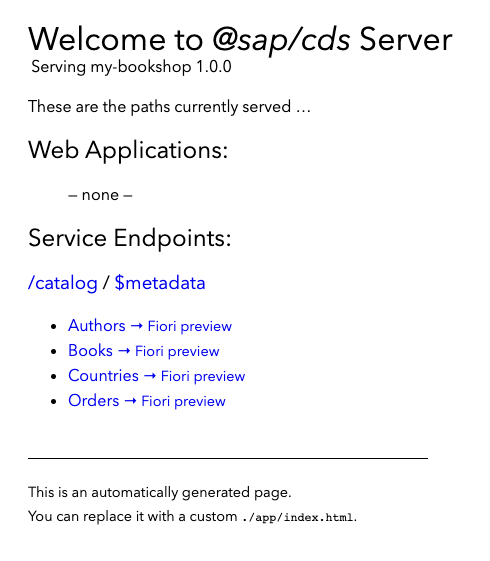 Welcome to @sap/cds Server
Serving my-bookshop 1.0.0
These are the paths currently served …
Web Applications:
– none –
Service Endpoints:
/catalog / $metadata
• Authors → Fiori preview
• Books → Fiori preview
• Countries → Fiori preview
• Orders → Fiori preview
This is an automatically generated page.
You can replace it with a custom ./app/index.html.